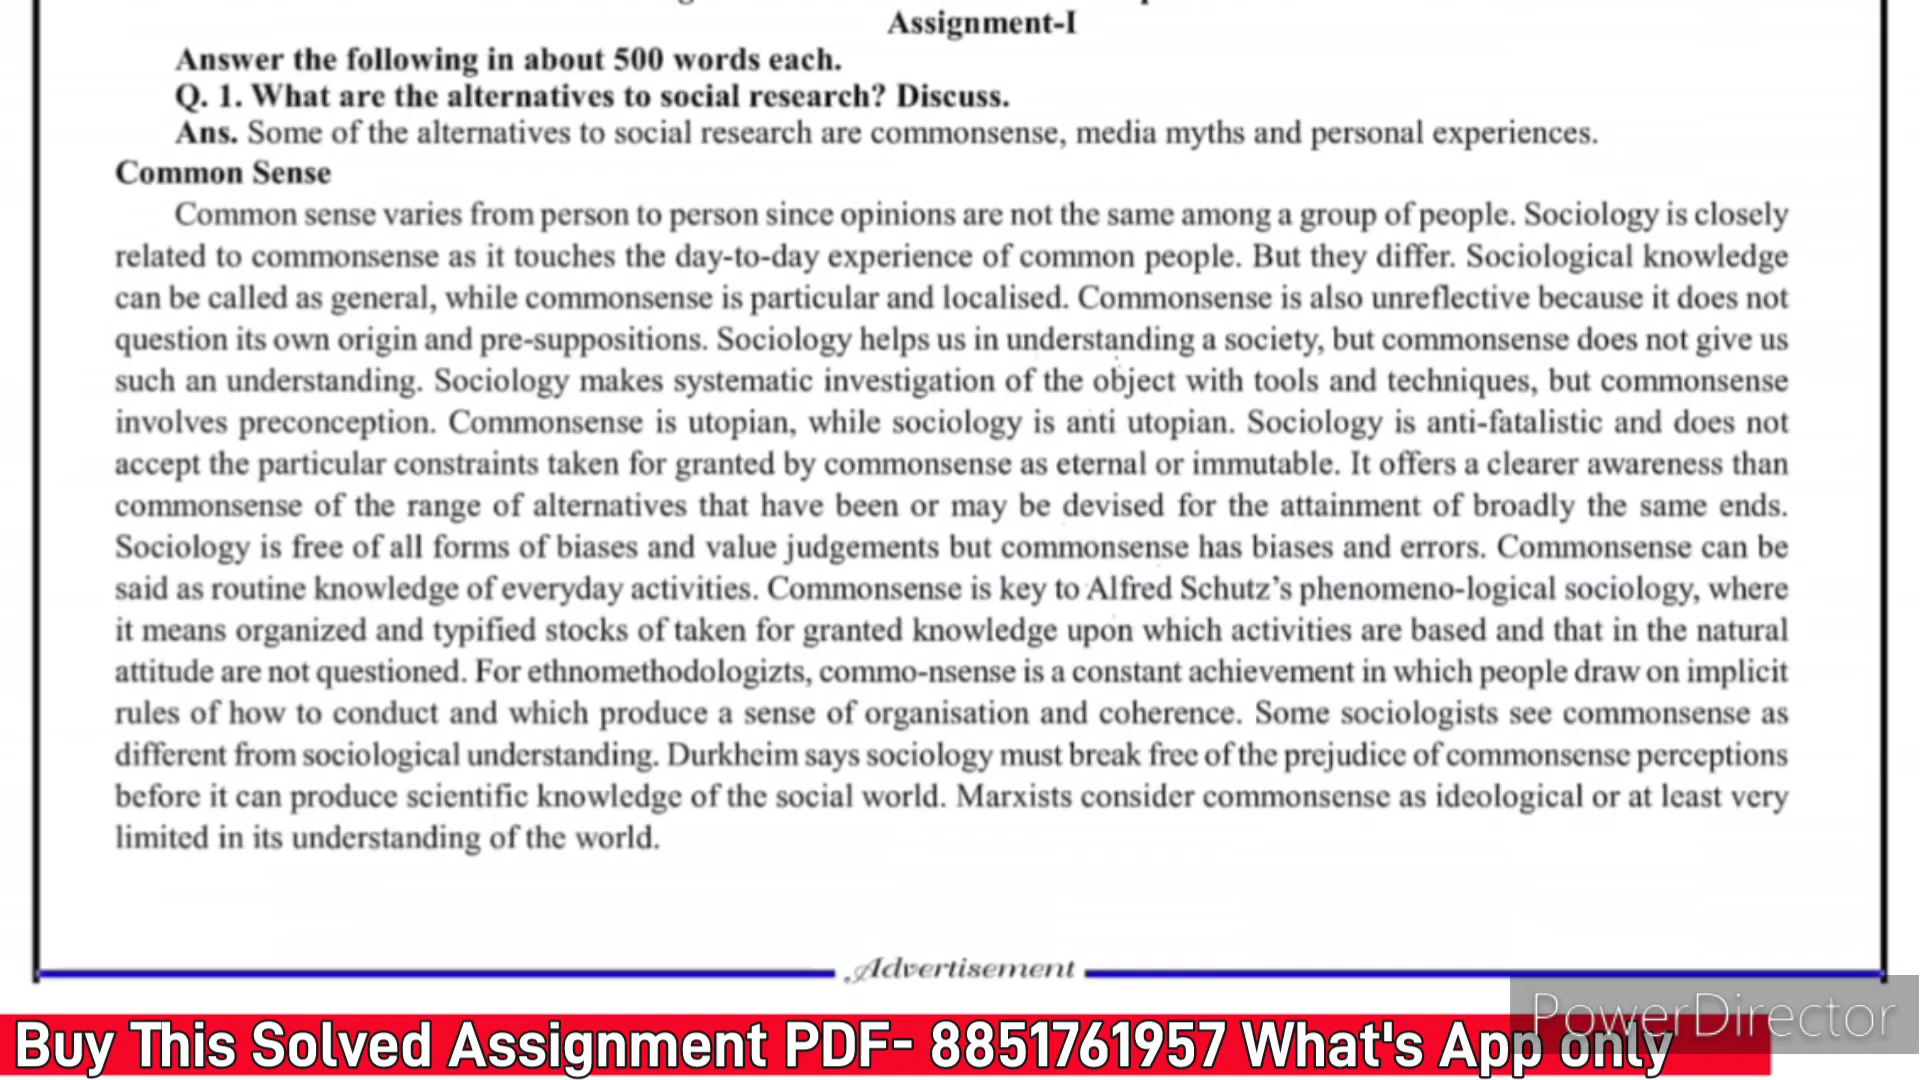 Assignment-I
Answer the following in about 500 words each.
Q. 1. What are the alternatives to social research? Discuss.
Ans. Some of the alternatives to social research are commonsense, media myths and personal experiences.
Common Sense
Common sense varies from person to person since opinions are not the same among a group of people. Sociology is closely
related to commonsense as it touches the day-to-day experience of common people. But they differ. Sociological knowledge
can be called as general, while commonsense is particular and localised. Commonsense is also unreflective because it does not
question its own origin and pre-suppositions. Sociology helps us in understanding a society, but commonsense does not give us
such an understanding. Sociology makes systematic investigation of the object with tools and techniques, but commonsense
involves preconception. Commonsense is utopian, while sociology is anti utopian. Sociology is anti-fatalistic and does not
accept the particular constraints taken for granted by commonsense as eternal or immutable. It offers a clearer awareness than
commonsense of the range of alternatives that have been or may be devised for the attainment of broadly the same ends.
Sociology is free of all forms of biases and value judgements but commonsense has biases and errors. Commonsense can be
said as routine knowledge of everyday activities. Commonsense is key to Alfred Schutz's phenomeno-logical sociology, where
it means organized and typified stocks of taken for granted knowledge upon which activities are based and that in the natural
attitude are not questioned. For ethnomethodologizts, commo-nsense is a constant achievement in which people draw on implicit
rules of how to conduct and which produce a sense of organisation and coherence. Some sociologists see commonsense as
different from sociological understanding. Durkheim says sociology must break free of the prejudice of commonsense perceptions
before it can produce scientific knowledge of the social world. Marxists consider commonsense as ideological or at least very
limited in its understanding of the world.
Advertisement
PowerDirector
Buy This Solved Assignment PDF- 8851761957 What's App only